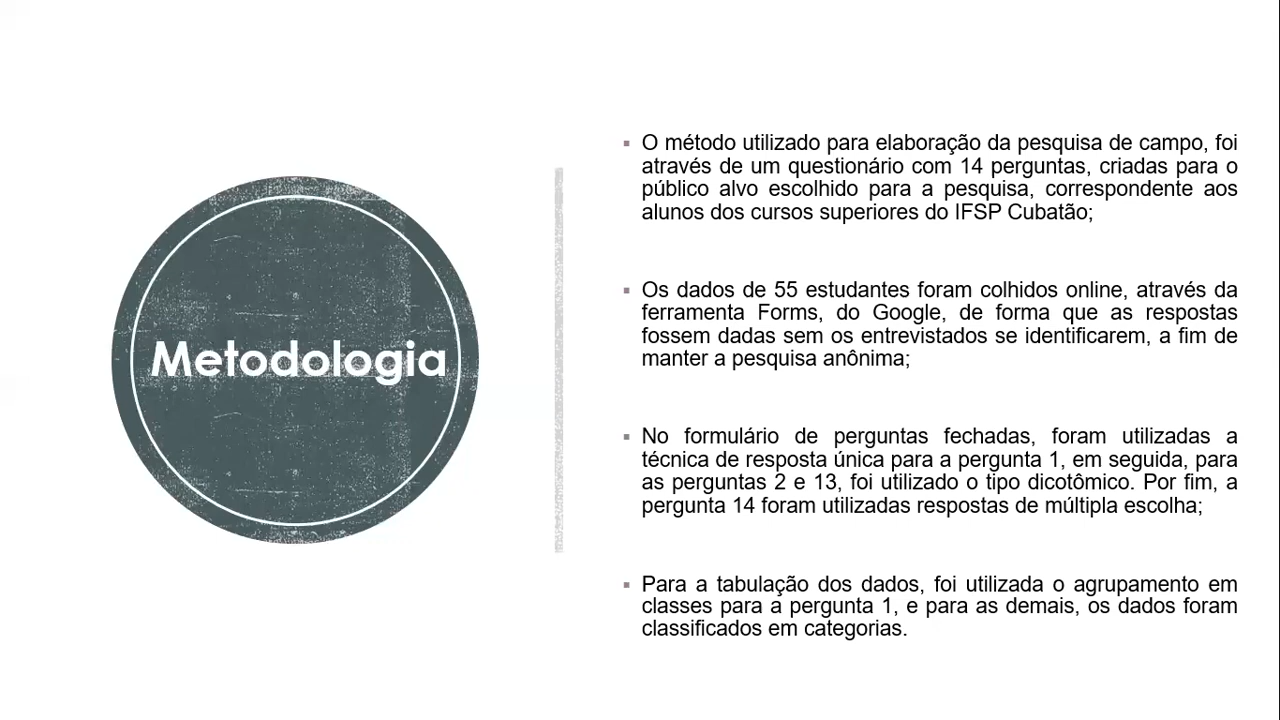 Metodologia
▪ O método utilizado para elaboração da pesquisa de campo, foi
através de um questionário com 14 perguntas, criadas para o
público alvo escolhido para a pesquisa, correspondente aos
alunos dos cursos superiores do IFSP Cubatão;
▪ Os dados de 55 estudantes foram colhidos online, através da
ferramenta Forms, do Google, de forma que as respostas
fossem dadas sem os entrevistados se identificarem, a fim de
manter a pesquisa anônima;
▪ No formulário de perguntas fechadas, foram utilizadas a
técnica de resposta única para a pergunta 1, em seguida, para
as perguntas 2 e 13, foi utilizado o tipo dicotômico. Por fim, a
pergunta 14 foram utilizadas respostas de múltipla escolha;
▪ Para a tabulação dos dados, foi utilizada o agrupamento em
classes para a pergunta 1, e para as demais, os dados foram
classificados em categorias.